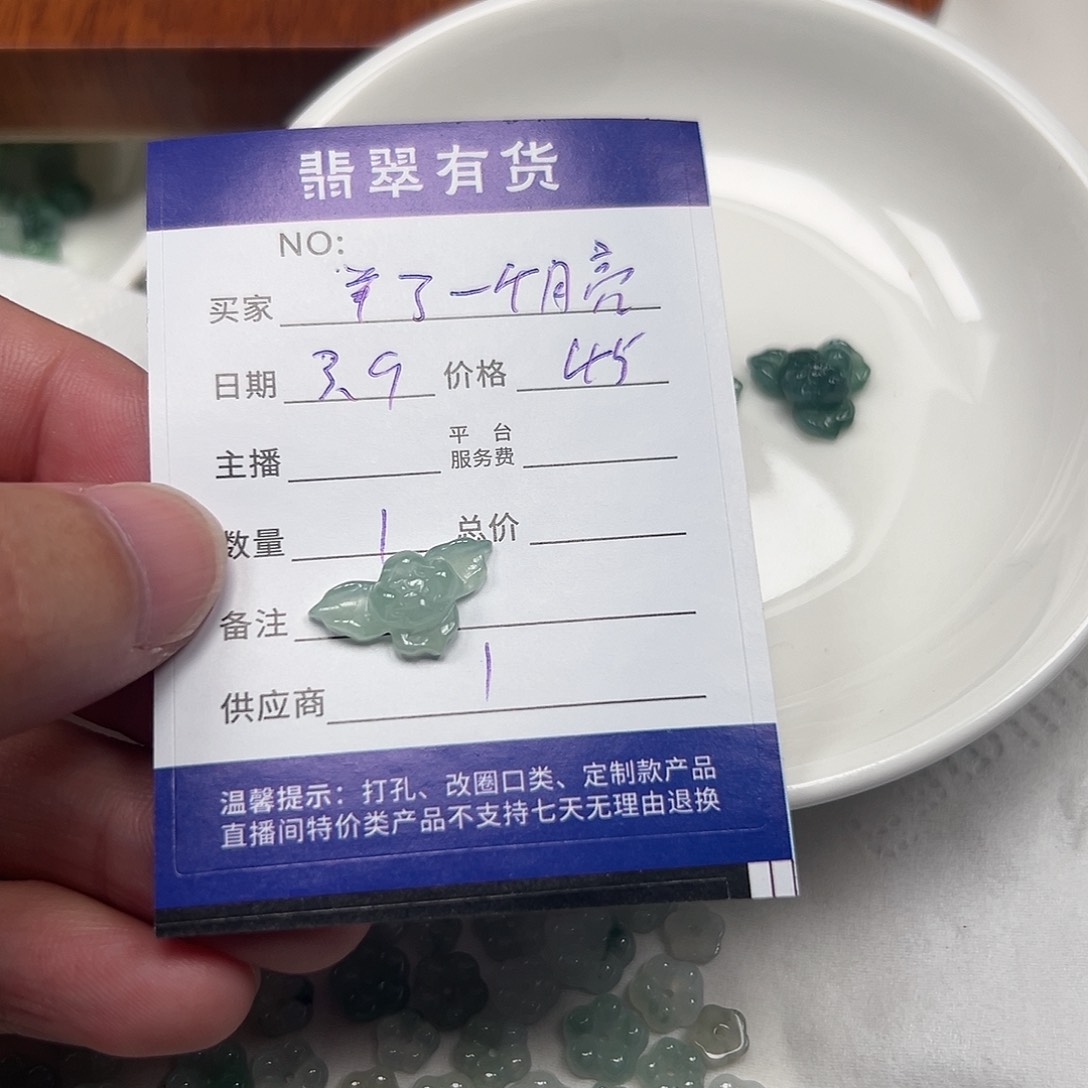 翡翠有货
NO:
买家 羊了一个月亮
日期 3.9 价格 45
主播 平台服务费
数量 1 总价
备注
供应商 1
温馨提示：打孔、改圈口类、定制款产品
直播间特价类产品不支持七天无理由退换